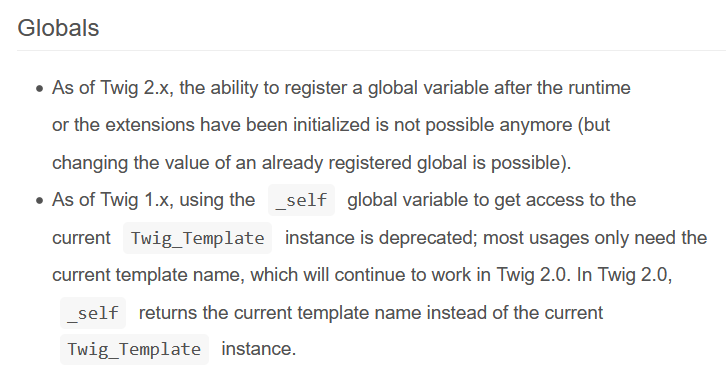 Globals
• As of Twig 2.x, the ability to register a global variable after the runtime
or the extensions have been initialized is not possible anymore (but
changing the value of an already registered global is possible).
• As of Twig 1.x, using the _self global variable to get access to the
current Twig_Template instance is deprecated; most usages only need the
current template name, which will continue to work in Twig 2.0. In Twig 2.0,
_self returns the current template name instead of the current
Twig_Template instance.